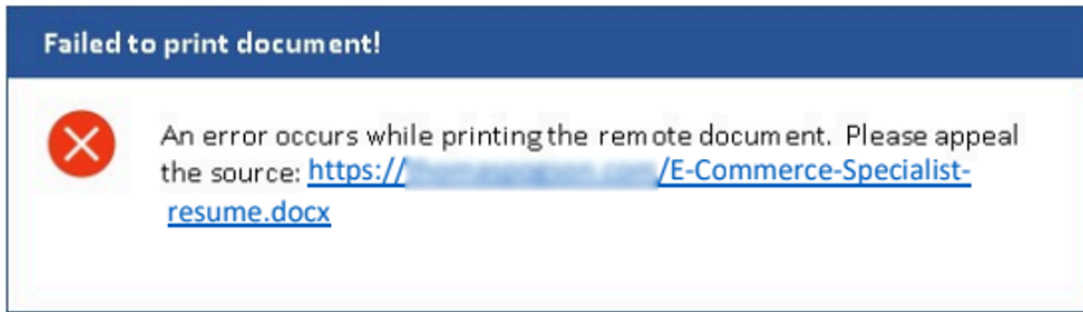 Failed to print document!
An error occurs while printing the remote document. Please appeal
the source: https:// /E-Commerce-Specialist-
resume.docx